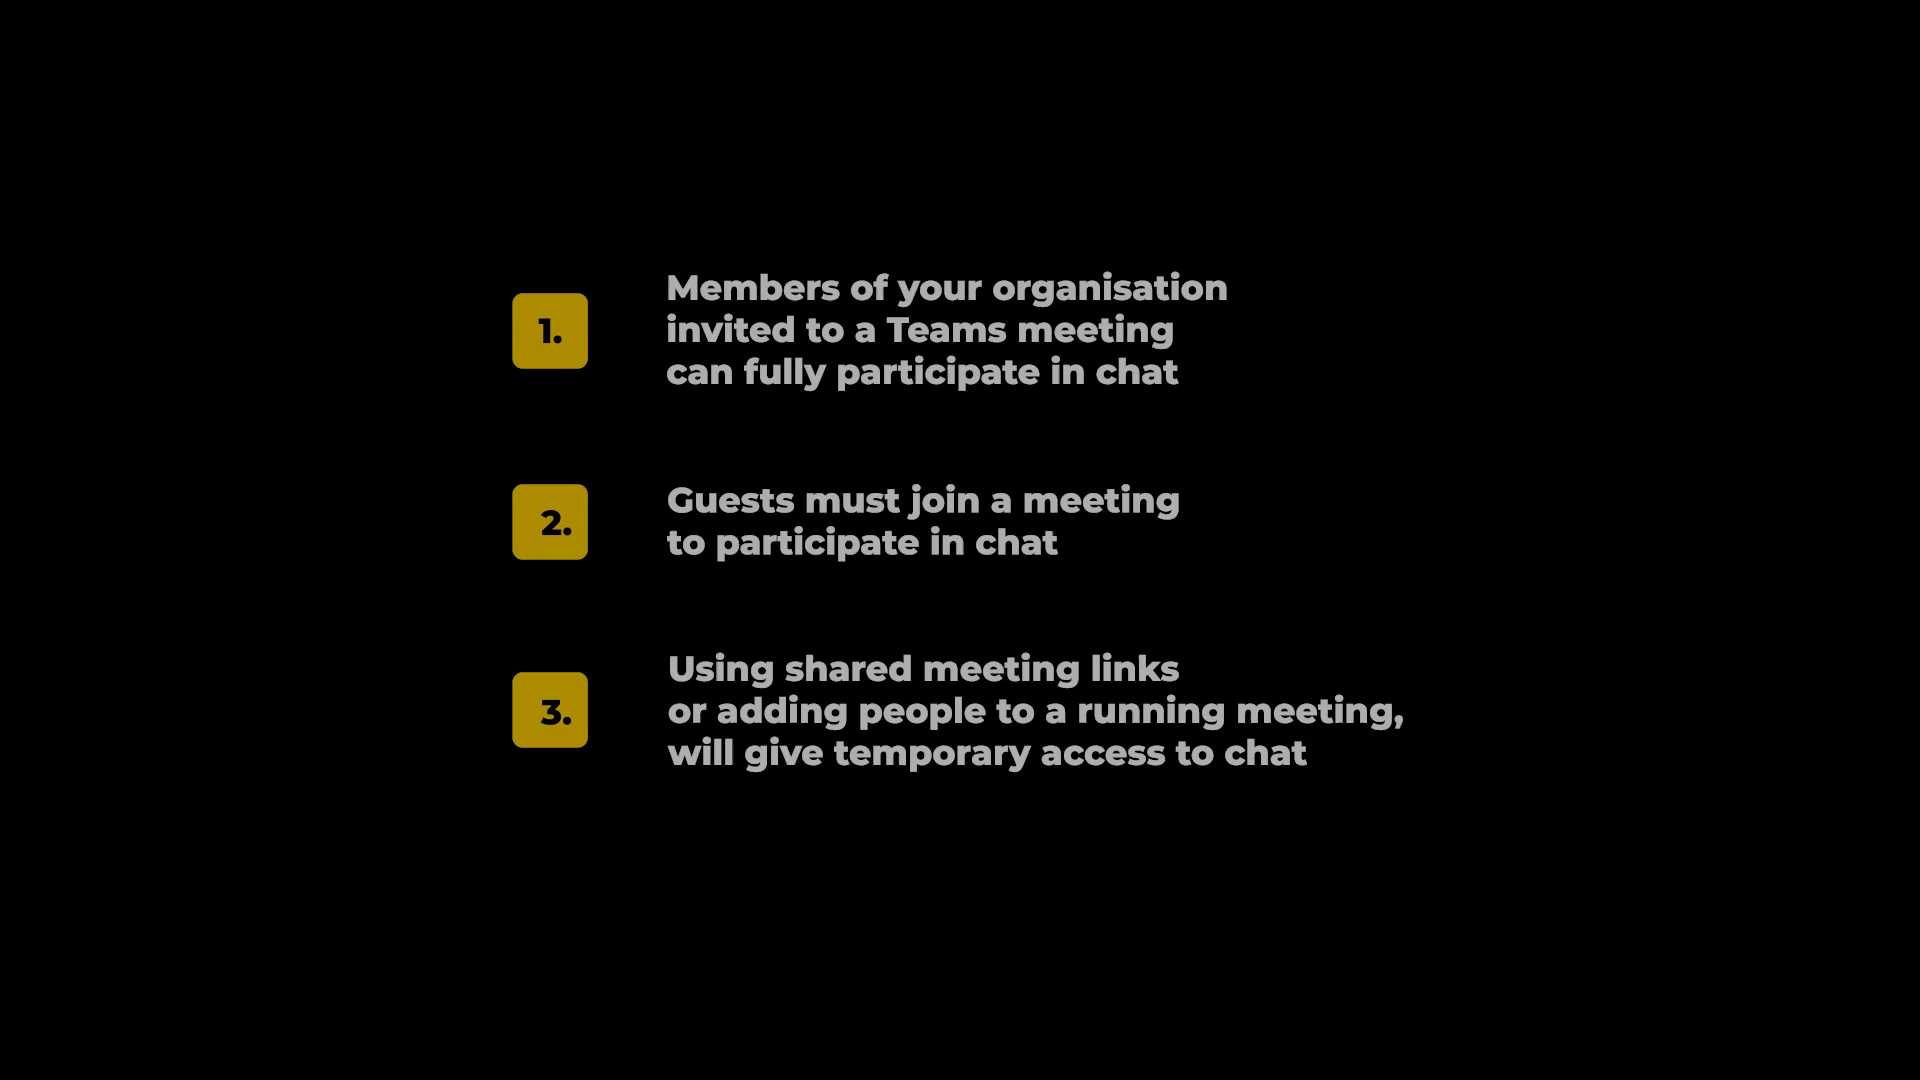 1.
Members of your organisation
invited to a Teams meeting
can fully participate in chat
2.
Guests must join a meeting
to participate in chat
3.
Using shared meeting links
or adding people to a running meeting,
will give temporary access to chat